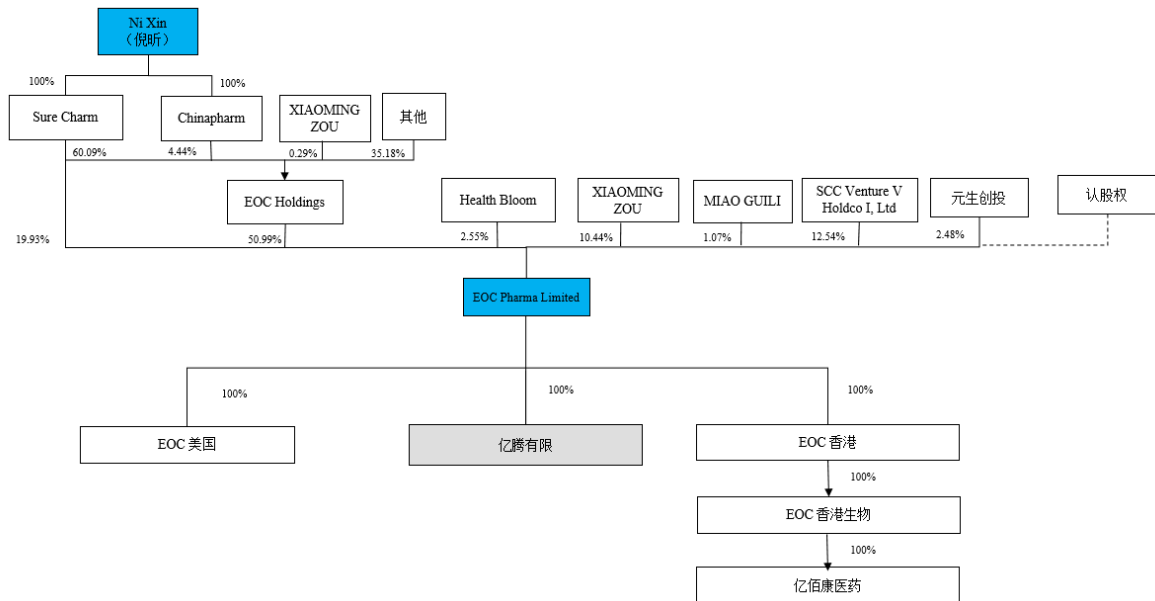 Ni Xin
（倪昕）
100%
100%
Sure Charm
Chinapharm
XIAOMING
ZOU
其他
60.09%
4.44%
0.29%
35.18%
EOC Holdings
Health Bloom
XIAOMING
ZOU
MIAO GUILI
SCC Venture V
Holdco I, Ltd
元生创投
认股权
19.93%
50.99%
2.55%
10.44%
1.07%
12.54%
2.48%
EOC Pharma Limited
100%
100%
100%
EOC 美国
亿腾有限
EOC 香港
100%
EOC 香港生物
100%
亿佰康医药